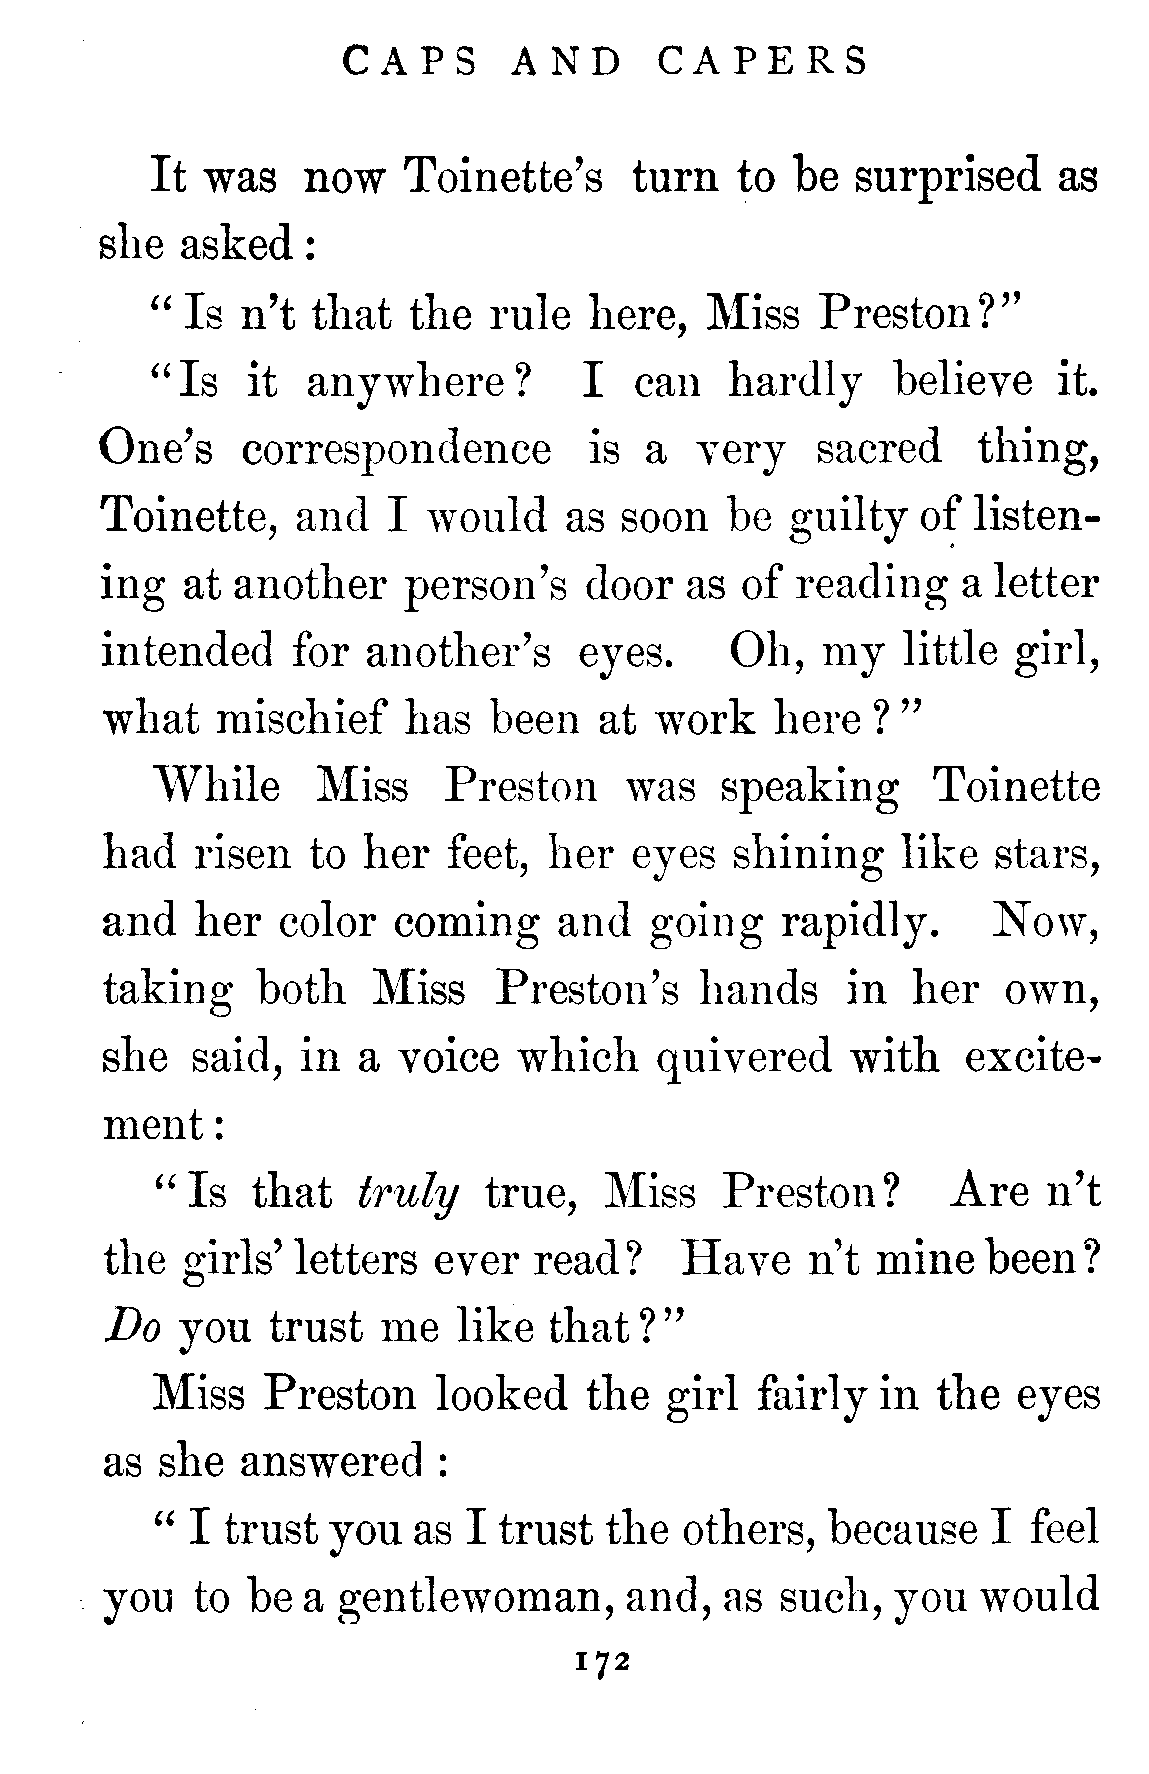 CAPS AND CAPERS
It was now Toinette's turn to be surprised as
she asked :
“ Is n't that the rule here, Miss Preston?”
“Is it anywhere ? I can hardly believe it.
One's correspondence is a very sacred thing,
Toinette, and I would as soon be guilty of listen-
ing at another person's door as of reading a letter
intended for another's eyes. Oh, my little girl,
what mischief has been at work here ? ”
While Miss Preston was speaking Toinette
had risen to her feet, her eyes shining like stars,
and her color coming and going rapidly. Now,
taking both Miss Preston's hands in her own,
she said, in a voice which quivered with excite-
ment :
“ Is that truly true, Miss Preston? Are n't
the girls' letters ever read? Have n't mine been?
Do you trust me like that ? ”
Miss Preston looked the girl fairly in the eyes
as she answered :
“ I trust you as I trust the others, because I feel
you to be a gentlewoman, and, as such, you would
172